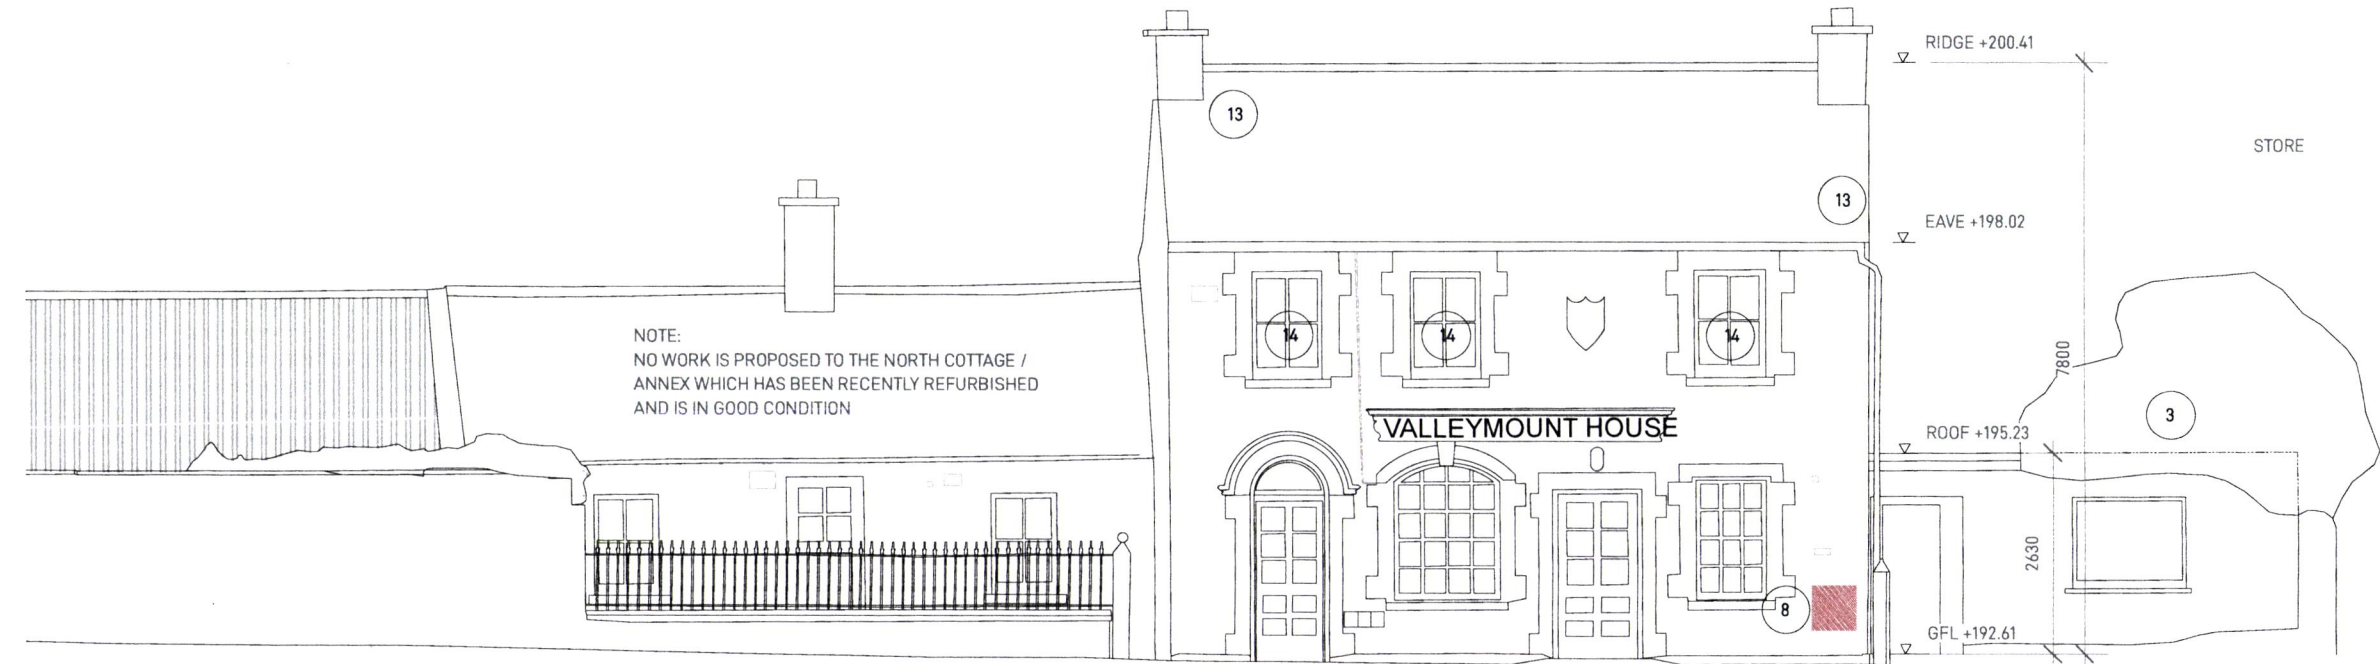 RIDGE +200.41
13
STORE
13
EAVE +198.02
NOTE:
NO WORK IS PROPOSED TO THE NORTH COTTAGE /
ANNEX WHICH HAS BEEN RECENTLY REFURBISHED
AND IS IN GOOD CONDITION
14
14
14
7800
VALLEYMOUNT HOUSE
3
ROOF +195.23
2630
8
GFL +192.61